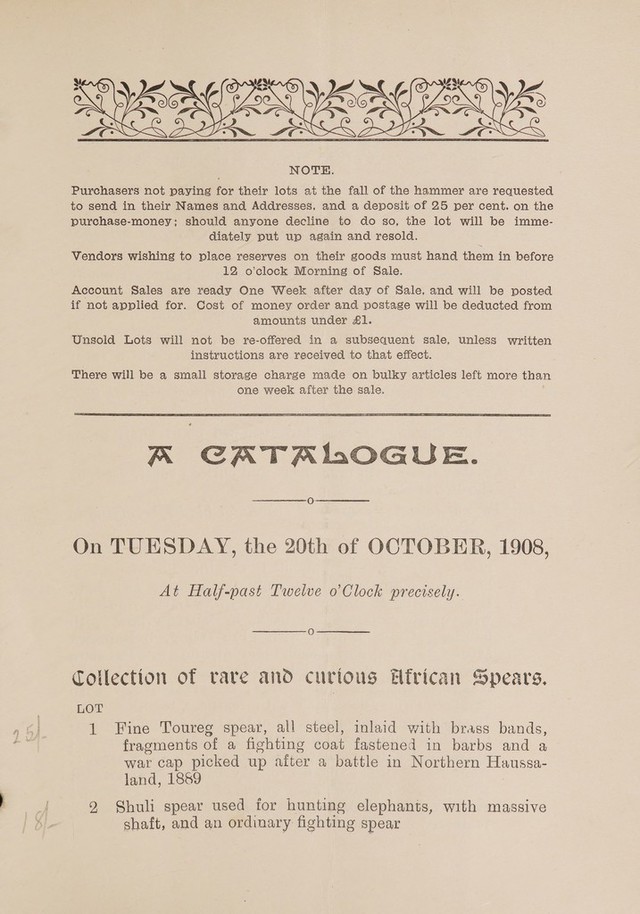 NOTE.
Purchasers not paying for their lots at the fall of the hammer are requested
to send in their Names and Addresses, and a deposit of 25 per cent. on the
purchase-money; should anyone decline to do so, the lot will be imme-
diately put up again and resold.
Vendors wishing to place reserves on their goods must hand them in before
12 o'clock Morning of Sale.
Account Sales are ready One Week after day of Sale, and will be posted
if not applied for. Cost of money order and postage will be deducted from
amounts under £1.
Unsold Lots will not be re-offered in a subsequent sale, unless written
instructions are received to that effect.
There will be a small storage charge made on bulky articles left more than
one week after the sale.
A CATALOGUE.
On TUESDAY, the 20th of OCTOBER, 1908,
At Half-past Twelve o'Clock precisely.
Collection of rare and curious African Spears.
LOT
25/- 1 Fine Toureg spear, all steel, inlaid with brass bands,
fragments of a fighting coat fastened in barbs and a
war cap picked up after a battle in Northern Haussa-
land, 1889
18/- 2 Shuli spear used for hunting elephants, with massive
shaft, and an ordinary fighting spear